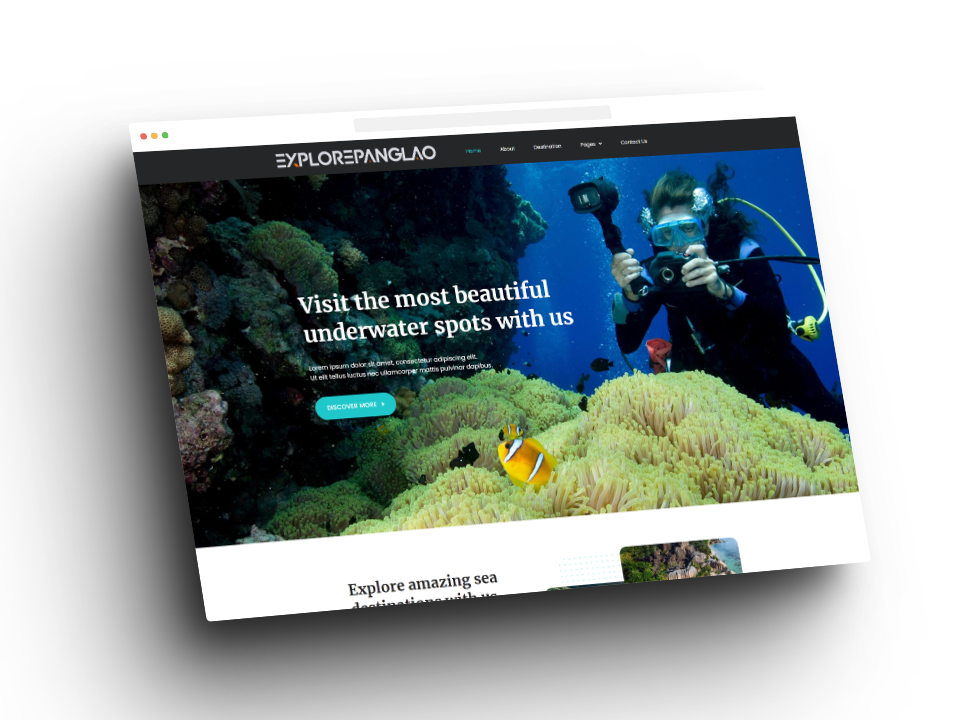 EXPLOREPANGLAO
Home About Destination Pages Contact Us
Visit the most beautiful
underwater spots with us
Lorem ipsum dolor sit amet, consectetur adipiscing elit.
Ut elit tellus luctus nec ullamcorper mattis pulvinar dapibus.
DISCOVER MORE
Explore amazing sea
destinations with us